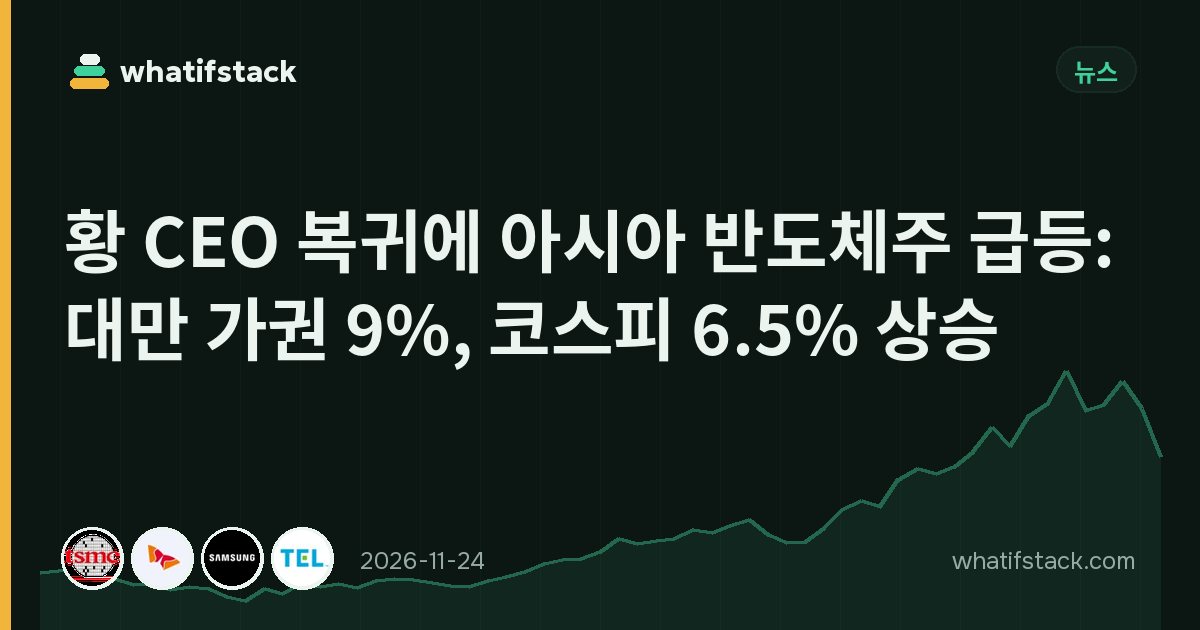 whatifstack
뉴스
황 CEO 복귀에 아시아 반도체주 급등:
대만 가권 9%, 코스피 6.5% 상승
tsmc
SAMSUNG
TEL
2026-11-24
whatifstack.com